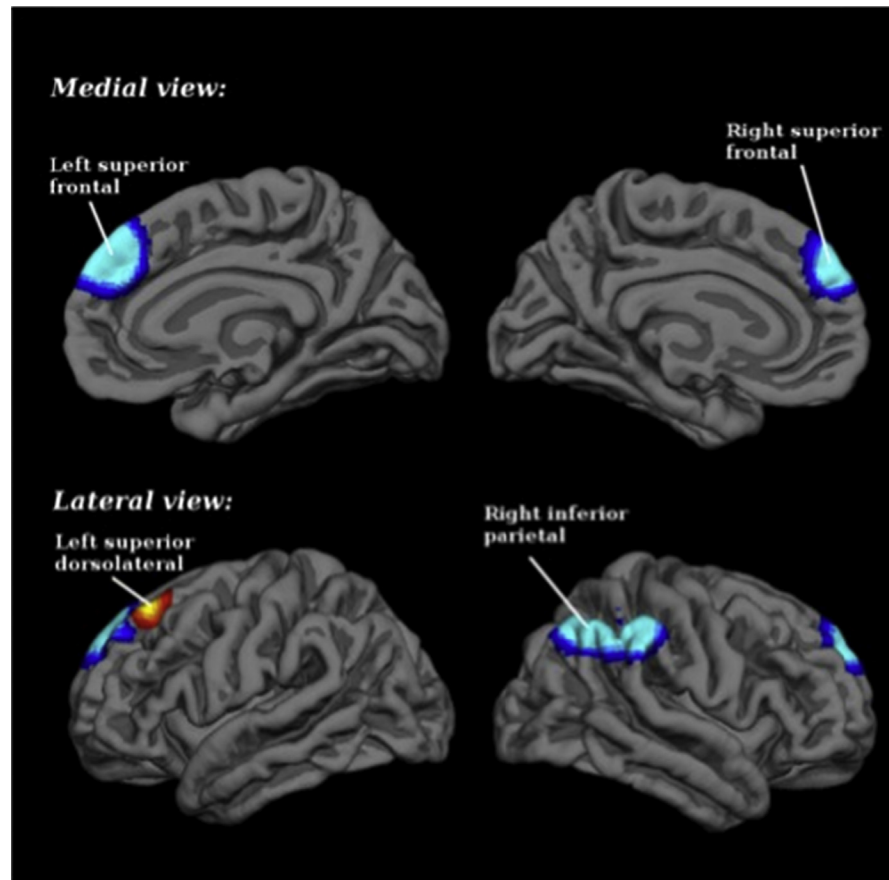 Medial view:
Left superior
frontal
Right superior
frontal
Lateral view:
Left superior
dorsolateral
Right inferior
parietal